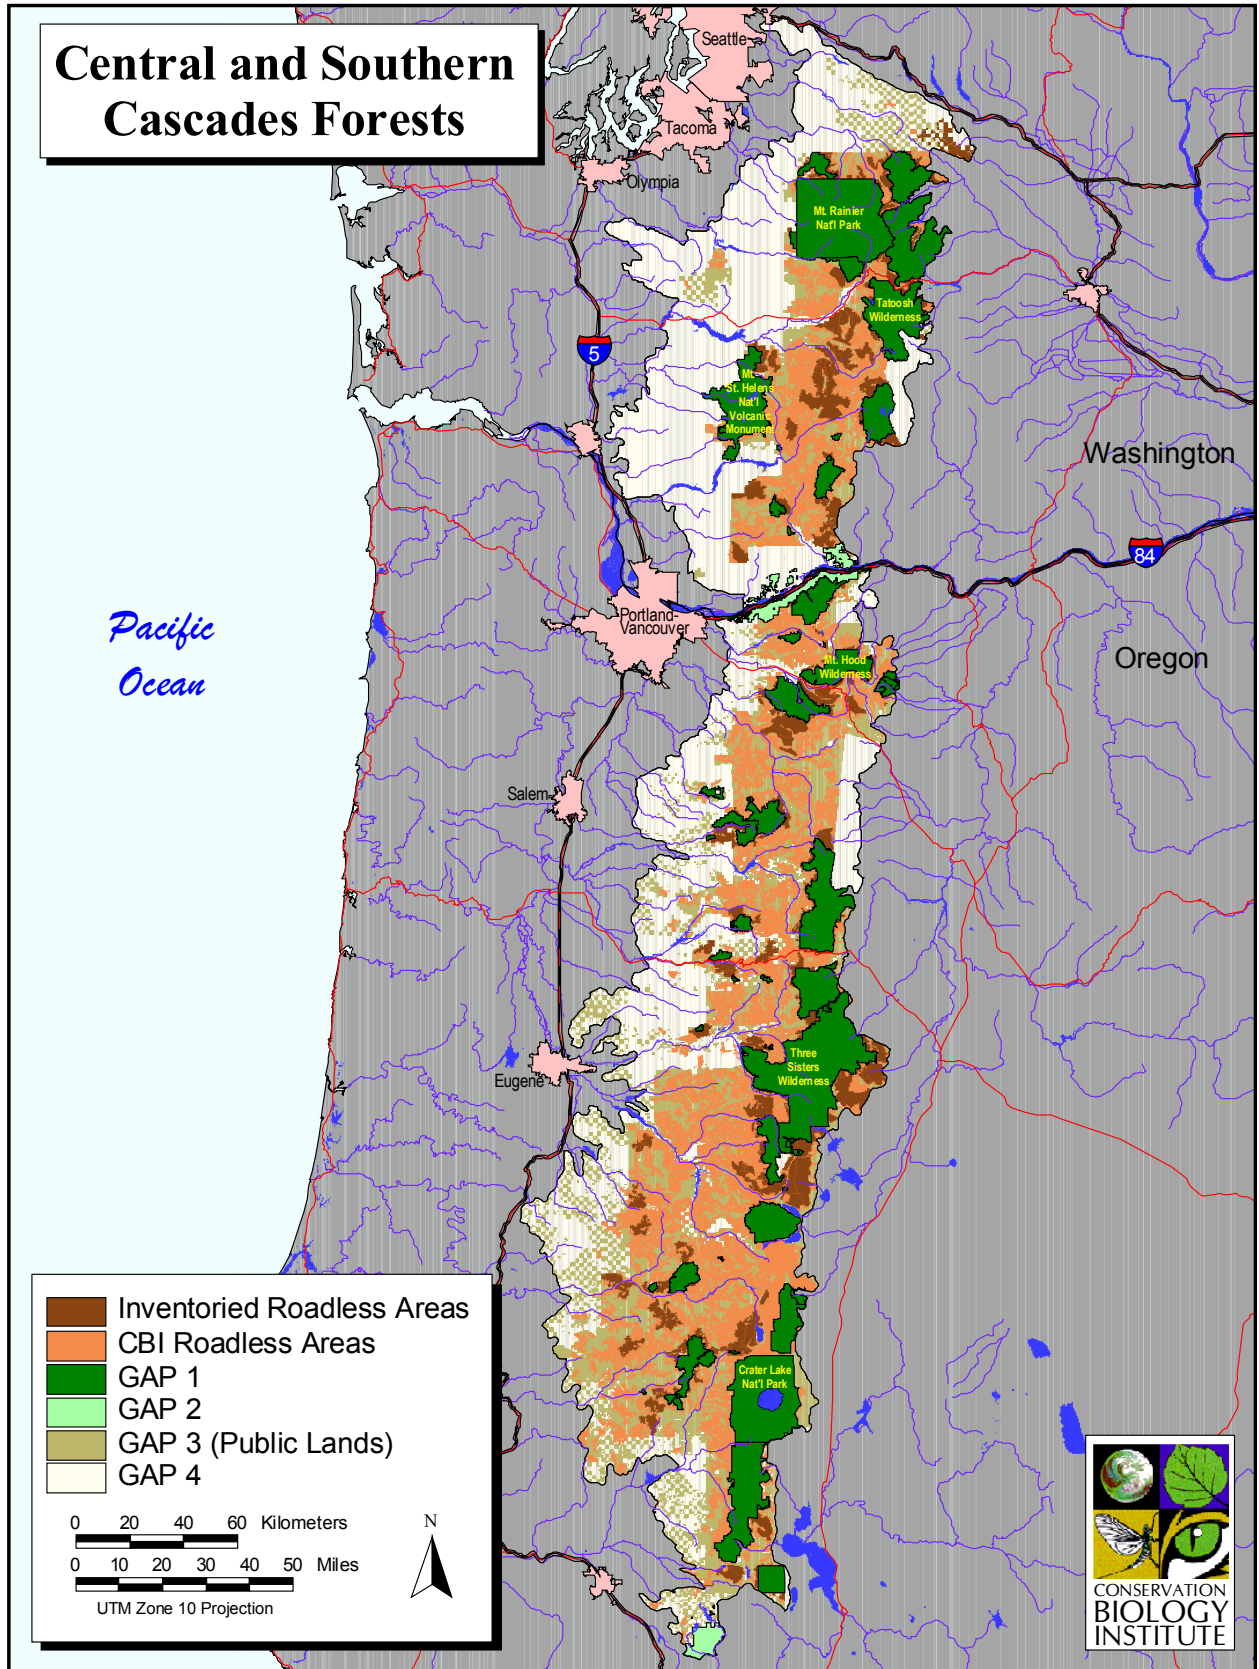 Central and Southern
Cascades Forests
Seattle
Tacoma
Olympia
Mt. Rainier
Nat'l Park
Tatoosh
Wilderness
5
Mt.
St. Helens
Nat'l
Volcanic
Monument
Washington
84
Portland-
Vancouver
Pacific
Ocean
Oregon
Mt. Hood
Wilderness
Salem
Three
Sisters
Wilderness
Eugene
Crater Lake
Nat'l Park
Inventoried Roadless Areas
CBI Roadless Areas
GAP 1
GAP 2
GAP 3 (Public Lands)
GAP 4
0 20 40 60 Kilometers
0 10 20 30 40 50 Miles
UTM Zone 10 Projection
N
CONSERVATION
BIOLOGY
INSTITUTE